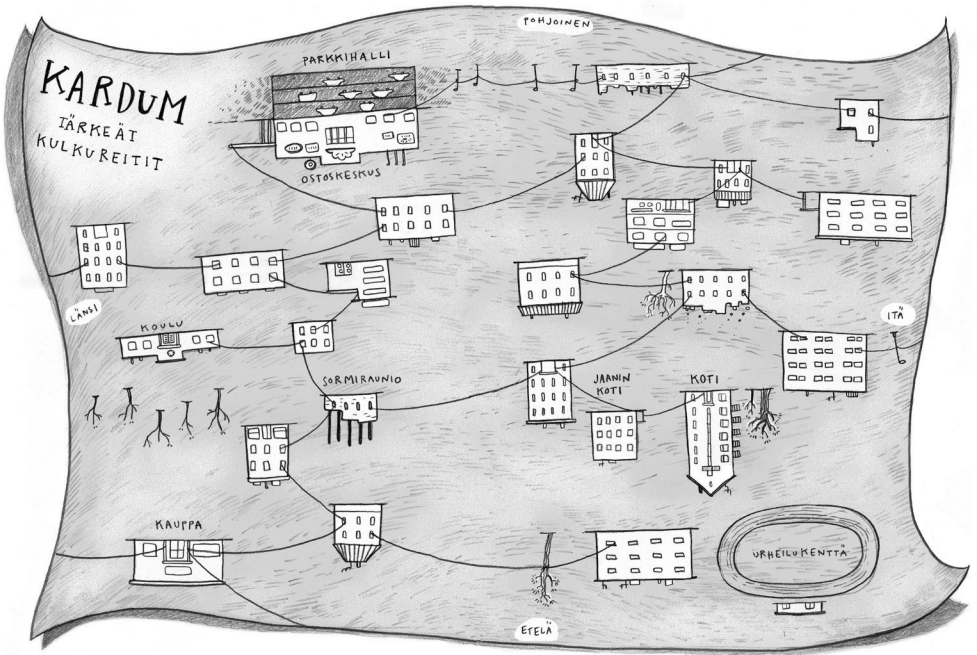 POHJOINEN
PARKKIHALLI
KARDUM
TÄRKEÄT
KULKUREITIT
OSTOSKESKUS
LÄNSI
ITÄ
KOULU
SORMIRAUNIO
JAANIN
KOTI
KOTI
KAUPPA
URHEILUKENTTÄ
ETELÄ